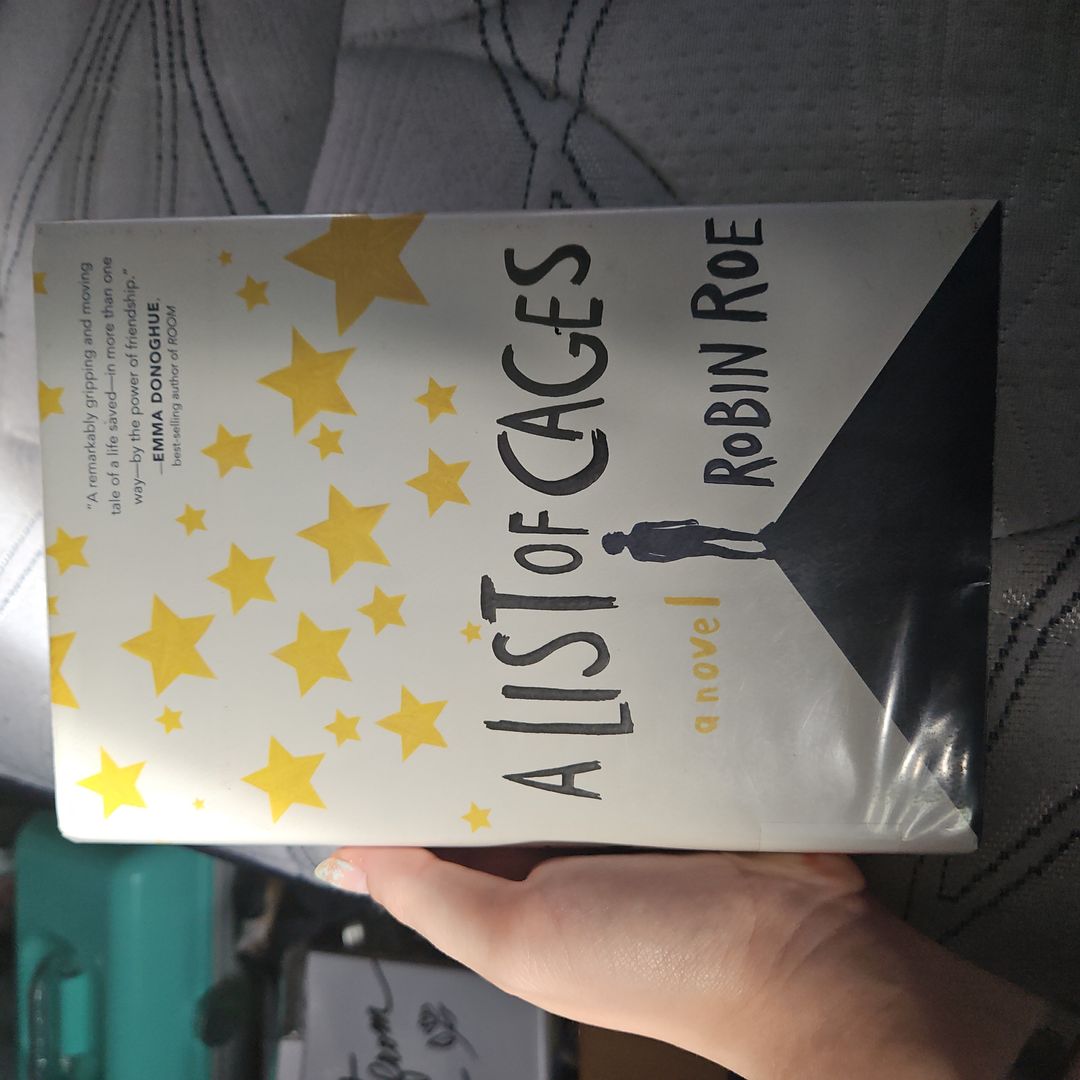 "A remarkably gripping and moving
tale of a life saved—in more than one
way—by the power of friendship."
—EMMA DONOGHUE,
best-selling author of ROOM
A LIST OF CAGES
a novel
ROBIN ROE